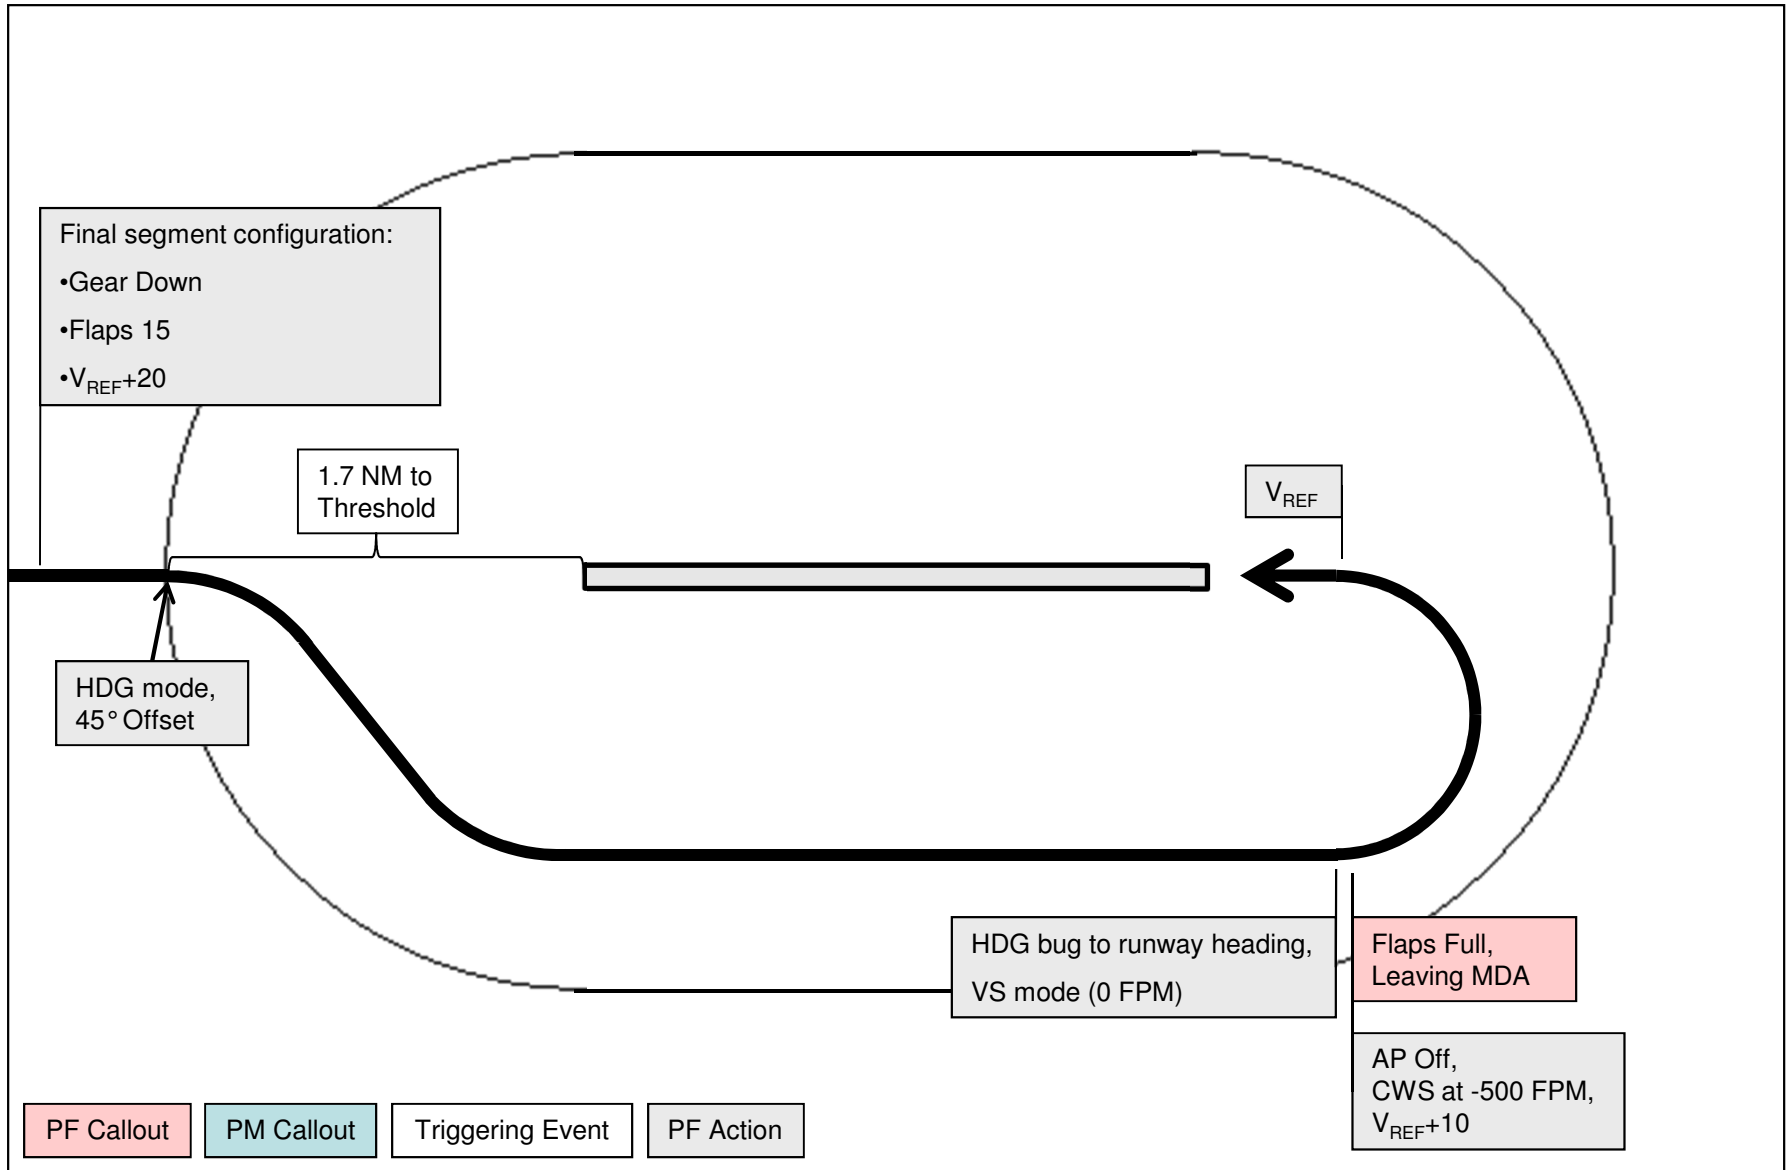 Final segment configuration:
•Gear Down
•Flaps 15
•VREF+20
1.7 NM to
Threshold
VREF
HDG mode,
45° Offset
HDG bug to runway heading,
VS mode (0 FPM)
Flaps Full,
Leaving MDA
AP Off,
CWS at -500 FPM,
VREF+10
PF Callout
PM Callout
Triggering Event
PF Action